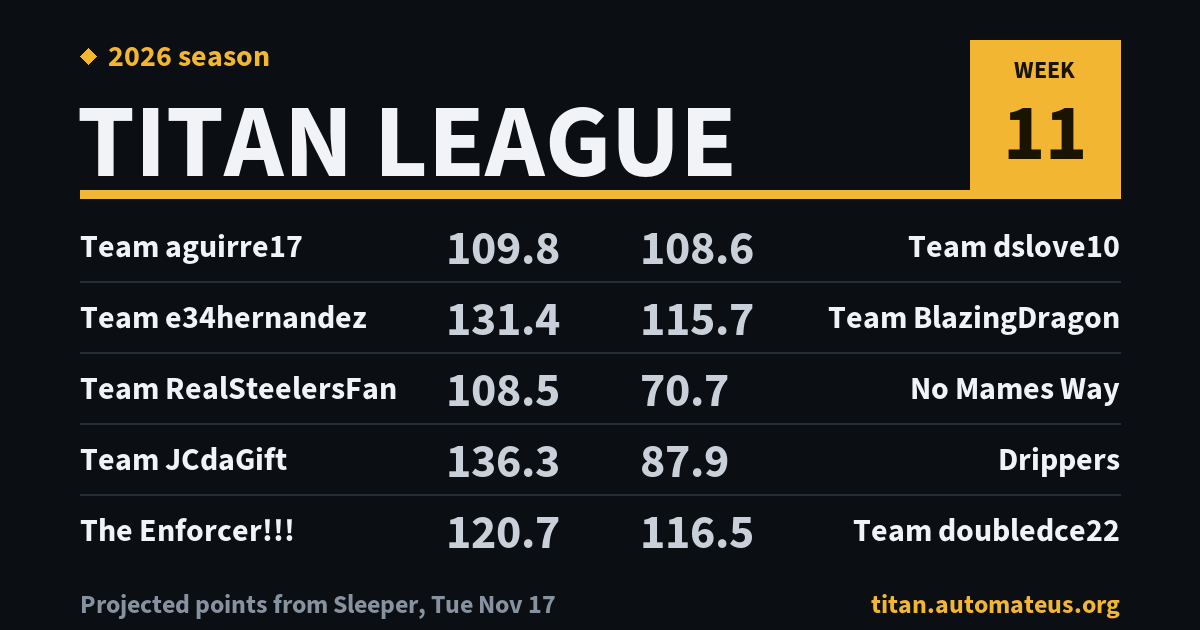 2026 season
WEEK
11
TITAN LEAGUE
Team aguirre17 109.8 108.6 Team dslove10
Team e34hernandez 131.4 115.7 Team BlazingDragon
Team RealSteelersFan 108.5 70.7 No Mames Way
Team JCdaGift 136.3 87.9 Drippers
The Enforcer!!! 120.7 116.5 Team doubledce22
Projected points from Sleeper, Tue Nov 17 titan.automateus.org